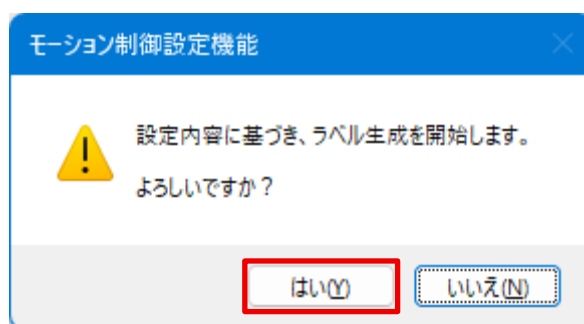 モーション制御設定機能
設定内容に基づき、ラベル生成を開始します。
よろしいですか？
はい(Y)
いいえ(N)